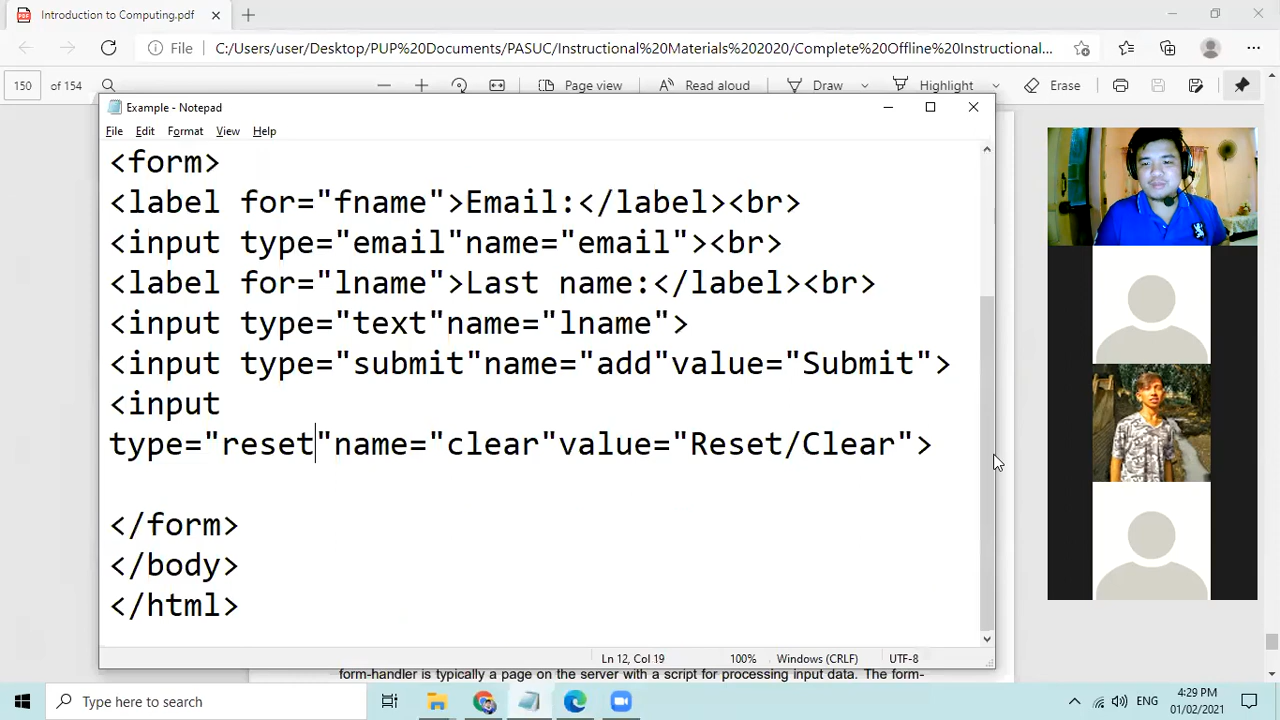 Introduction to Computing.pdf
File C:/Users/user/Desktop/PUP%20Documents/PASUC/Instructional%20Materials%202020/Complete%20Offline%20Instructional...
150 of 154 Page view Read aloud Draw Highlight Erase
Example - Notepad
File Edit Format View Help
<form>
<label for="fname">Email:</label><br>
<input type="email"name="email"><br>
<label for="lname">Last name:</label><br>
<input type="text"name="lname">
<input type="submit"name="add"value="Submit">
<input
type="reset"name="clear"value="Reset/Clear">
</form>
</body>
</html>
Ln 12, Col 19 100% Windows (CRLF) UTF-8
form-handler is typically a page on the server with a script for processing input data. The form-
Type here to search
ENG
4:29 PM
01/02/2021